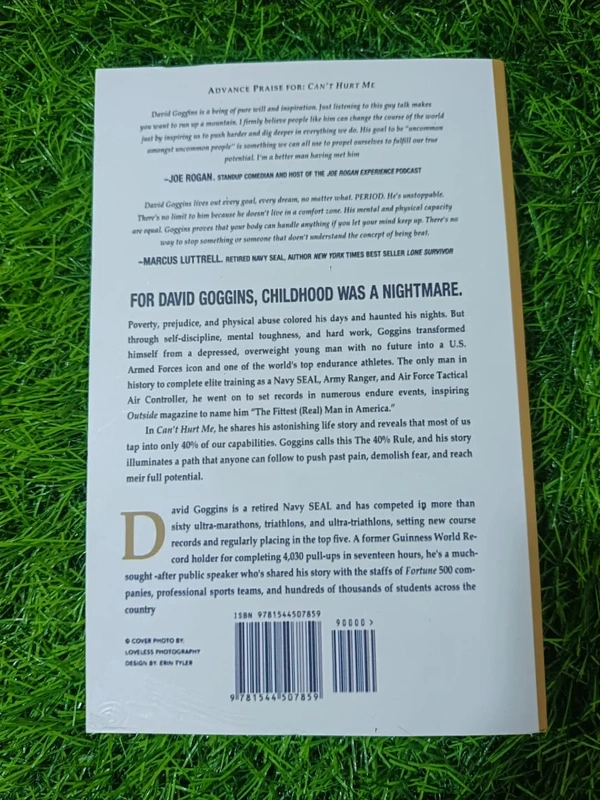 ADVANCE PRAISE FOR: CAN'T HURT ME
David Goggins is a being of pure will and inspiration. Just listening to this guy talk makes
you want to run up a mountain. I firmly believe people like him can change the course of the world
just by inspiring us to push harder and dig deeper in everything we do. His goal to be "uncommon
amongst uncommon people" is something we can all use to propel ourselves to fulfill our true
potential. I'm a better man having met him
–JOE ROGAN. STANDUP COMEDIAN AND HOST OF THE JOE ROGAN EXPERIENCE PODCAST
David Goggins lives out every goal, every dream, no matter what. PERIOD. He's unstoppable.
There's no limit to him because he doesn't live in a comfort zone. His mental and physical capacity
are equal. Goggins proves that your body can handle anything if you let your mind keep up. There's no
way to stop something or someone that doen't understand the concept of being beat.
–MARCUS LUTTRELL. RETIRED NAVY SEAL, AUTHOR NEW YORK TIMES BEST SELLER LONE SURVIVOR
FOR DAVID GOGGINS, CHILDHOOD WAS A NIGHTMARE.
Poverty, prejudice, and physical abuse colored his days and haunted his nights. But
through self-discipline, mental toughness, and hard work, Goggins transformed
himself from a depressed, overweight young man with no future into a U.S.
Armed Forces icon and one of the world's top endurance athletes. The only man in
history to complete elite training as a Navy SEAL, Army Ranger, and Air Force Tactical
Air Controller, he went on to set records in numerous endure events, inspiring
Outside magazine to name him "The Fittest (Real) Man in America."
In Can't Hurt Me, he shares his astonishing life story and reveals that most of us
tap into only 40% of our capabilities. Goggins calls this The 40% Rule, and his story
illuminates a path that anyone can follow to push past pain, demolish fear, and reach
meir full potential.
David Goggins is a retired Navy SEAL and has competed in more than
sixty ultra-marathons, triathlons, and ultra-triathlons, setting new course
records and regularly placing in the top five. A former Guinness World Re-
cord holder for completing 4,030 pull-ups in seventeen hours, he's a much-
sought -after public speaker who's shared his story with the staffs of Fortune 500 com-
panies, professional sports teams, and hundreds of thousands of students across the
country
ISBN 9781544507859
90000 >
© COVER PHOTO BY:
LOVELESS PHOTOGRAPHY
DESIGN BY: ERIN TYLER
9 781544 507859